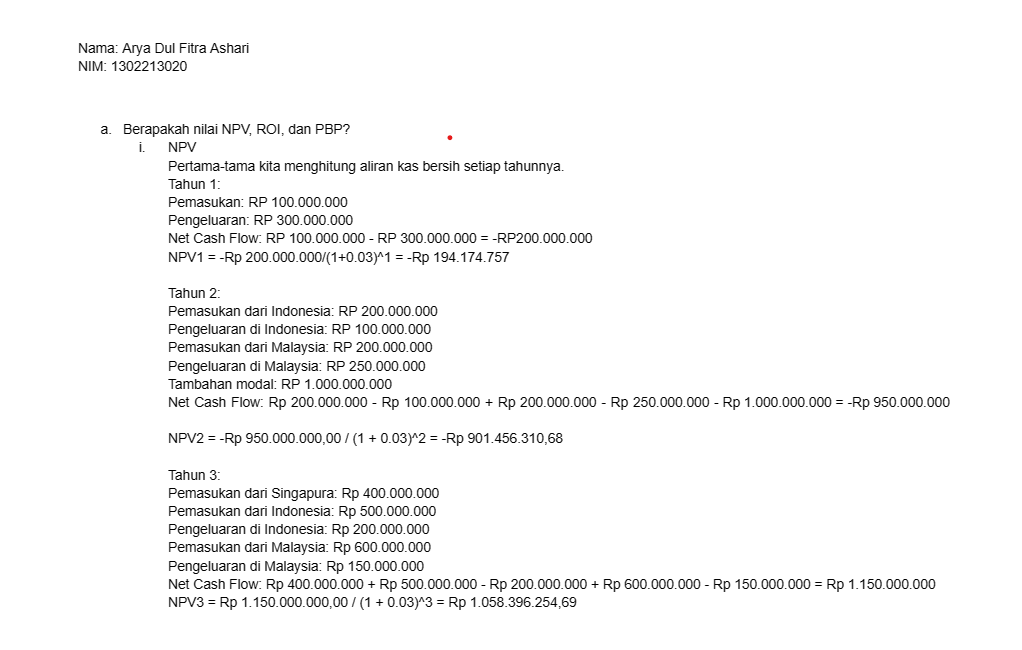 Nama: Arya Dul Fitra Ashari
NIM: 1302213020
a. Berapakah nilai NPV, ROI, dan PBP?
i. NPV
Pertama-tama kita menghitung aliran kas bersih setiap tahunnya.
Tahun 1:
Pemasukan: RP 100.000.000
Pengeluaran: RP 300.000.000
Net Cash Flow: RP 100.000.000 - RP 300.000.000 = -RP200.000.000
NPV1 = -Rp 200.000.000/(1+0.03)^1 = -Rp 194.174.757
Tahun 2:
Pemasukan dari Indonesia: RP 200.000.000
Pengeluaran di Indonesia: RP 100.000.000
Pemasukan dari Malaysia: RP 200.000.000
Pengeluaran di Malaysia: RP 250.000.000
Tambahan modal: RP 1.000.000.000
Net Cash Flow: Rp 200.000.000 - Rp 100.000.000 + Rp 200.000.000 - Rp 250.000.000 - Rp 1.000.000.000 = -Rp 950.000.000
NPV2 = -Rp 950.000.000,00 / (1 + 0.03)^2 = -Rp 901.456.310,68
Tahun 3:
Pemasukan dari Singapura: Rp 400.000.000
Pemasukan dari Indonesia: Rp 500.000.000
Pengeluaran di Indonesia: Rp 200.000.000
Pemasukan dari Malaysia: Rp 600.000.000
Pengeluaran di Malaysia: Rp 150.000.000
Net Cash Flow: Rp 400.000.000 + Rp 500.000.000 - Rp 200.000.000 + Rp 600.000.000 - Rp 150.000.000 = Rp 1.150.000.000
NPV3 = Rp 1.150.000.000,00 / (1 + 0.03)^3 = Rp 1.058.396.254,69